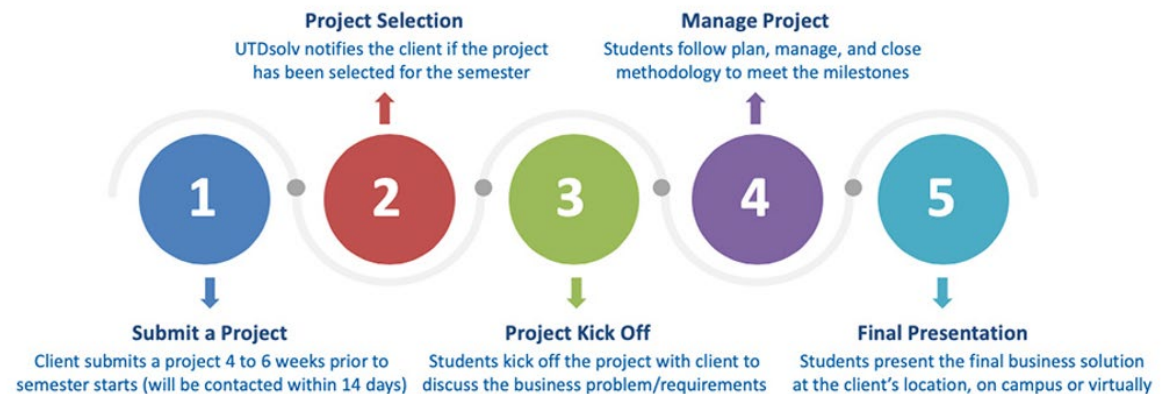 Project Selection
UTDsolv notifies the client if the project
has been selected for the semester
Manage Project
Students follow plan, manage, and close
methodology to meet the milestones
1
2
3
4
5
Submit a Project
Client submits a project 4 to 6 weeks prior to
semester starts (will be contacted within 14 days)
Project Kick Off
Students kick off the project with client to
discuss the business problem/requirements
Final Presentation
Students present the final business solution
at the client's location, on campus or virtually